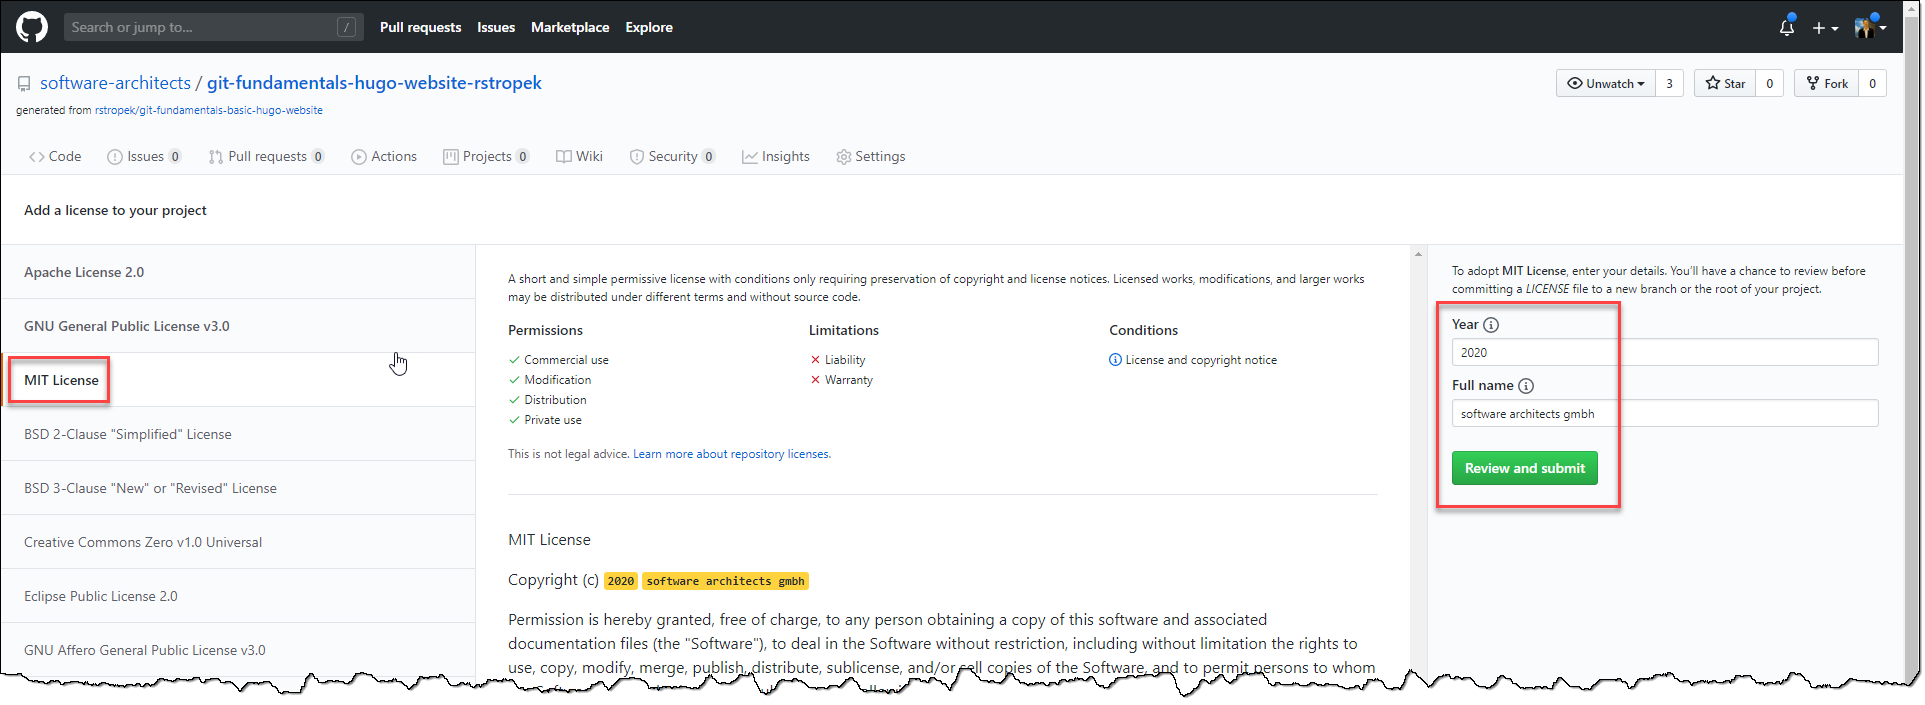 Search or jump to...
/
Pull requests
Issues
Marketplace
Explore
software-architects / git-fundamentals-hugo-website-rstropek
Unwatch 3
Star 0
Fork 0
generated from rstropek/git-fundamentals-basic-hugo-website
Code
Issues 0
Pull requests 0
Actions
Projects 0
Wiki
Security 0
Insights
Settings
Add a license to your project
Apache License 2.0
GNU General Public License v3.0
MIT License
BSD 2-Clause "Simplified" License
BSD 3-Clause "New" or "Revised" License
Creative Commons Zero v1.0 Universal
Eclipse Public License 2.0
GNU Affero General Public License v3.0
A short and simple permissive license with conditions only requiring preservation of copyright and license notices. Licensed works, modifications, and larger works
may be distributed under different terms and without source code.
Permissions
Commercial use
Modification
Distribution
Private use
Limitations
Liability
Warranty
Conditions
License and copyright notice
This is not legal advice. Learn more about repository licenses.
MIT License
Copyright (c) 2020 software architects gmbh
Permission is hereby granted, free of charge, to any person obtaining a copy of this software and associated
documentation files (the "Software"), to deal in the Software without restriction, including without limitation the rights to
use, copy, modify, merge, publish, distribute, sublicense, and/or sell copies of the Software, and to permit persons to whom
To adopt MIT License, enter your details. You'll have a chance to review before
committing a LICENSE file to a new branch or the root of your project.
Year
2020
Full name
software architects gmbh
Review and submit